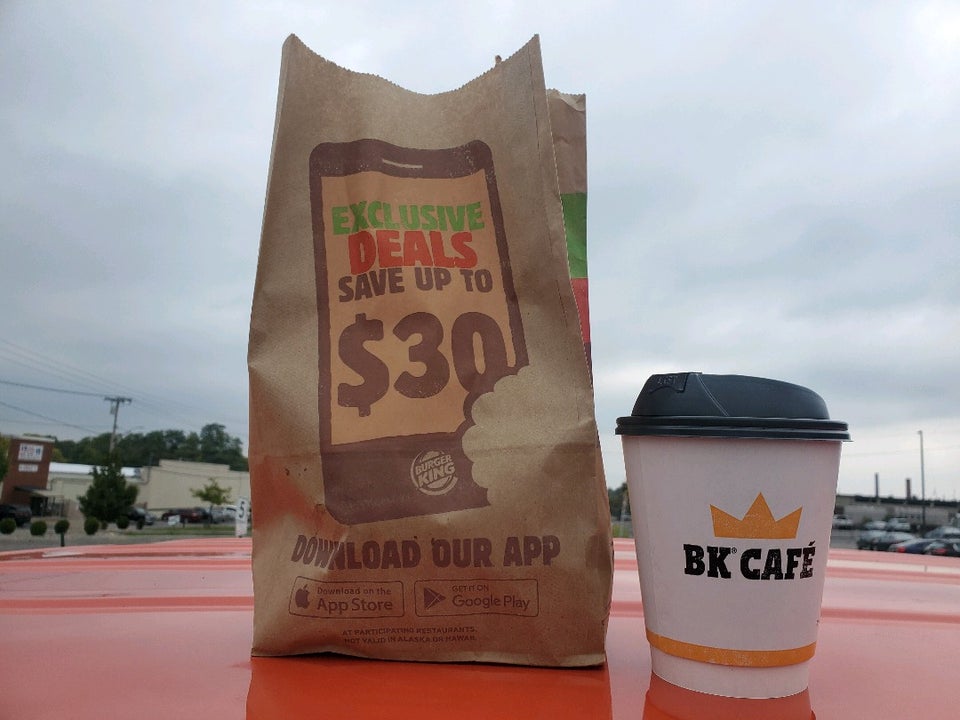 EXCLUSIVE
DEALS
SAVE UP TO
$30
BURGER
KING
DOWNLOAD OUR APP
Download on the
App Store
GET IT ON
Google Play
AT PARTICIPATING RESTAURANTS.
NOT VALID IN ALASKA OR HAWAII.
BK® CAFÉ